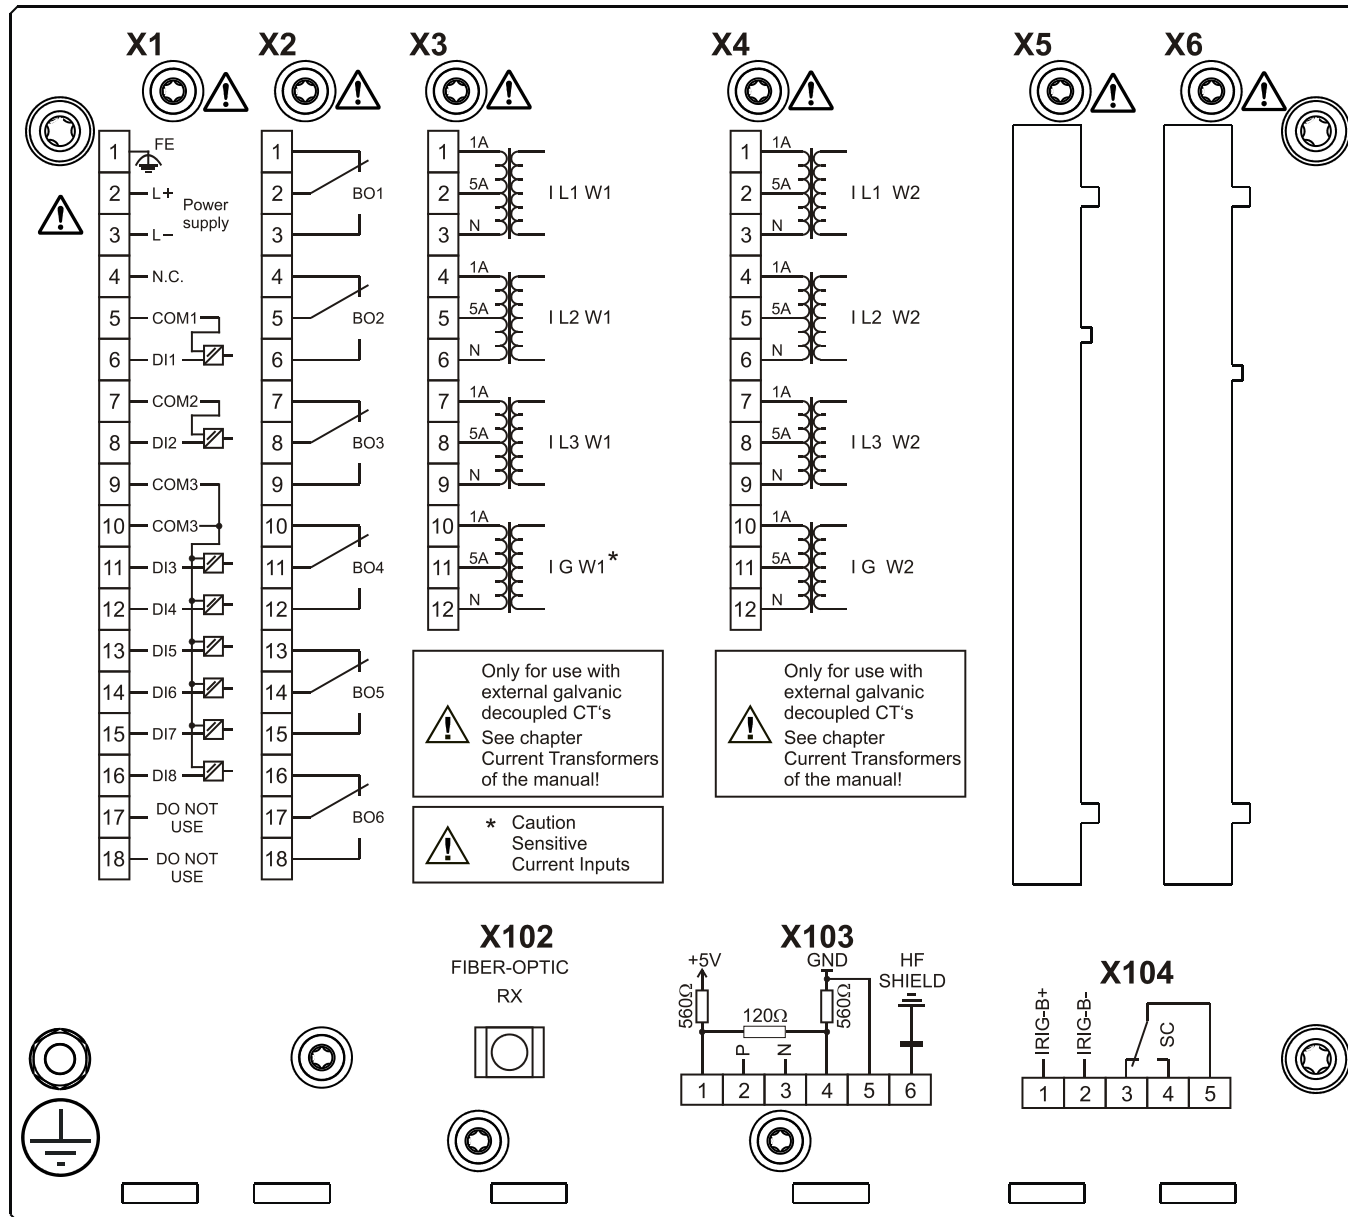 X1
X2
X3
X4
X5
X6
1 FE
2 L+
Power
supply
3 L–
4 N.C.
5 COM1
6 DI1
7 COM2
8 DI2
9 COM3
10 COM3
11 DI3
12 DI4
13 DI5
14 DI6
15 DI7
16 DI8
17 DO NOT
USE
18 DO NOT
USE
1
2 BO1
3
4
5 BO2
6
7
8 BO3
9
10
11 BO4
12
13
14 BO5
15
16
17 BO6
18
1 1A
2 5A I L1 W1
3 N
4 1A
5 5A I L2 W1
6 N
7 1A
8 5A I L3 W1
9 N
10 1A
11 5A I G W1*
12 N
Only for use with
external galvanic
decoupled CT‘s
See chapter
Current Transformers
of the manual!
* Caution
Sensitive
Current Inputs
1 1A
2 5A I L1 W2
3 N
4 1A
5 5A I L2 W2
6 N
7 1A
8 5A I L3 W2
9 N
10 1A
11 5A I G W2
12 N
Only for use with
external galvanic
decoupled CT‘s
See chapter
Current Transformers
of the manual!
X102
FIBER-OPTIC
RX
X103
+5V
GND
HF
SHIELD
560Ω
120Ω
560Ω
P
N
1 2 3 4 5 6
X104
IRIG-B+
IRIG-B-
SC
1 2 3 4 5